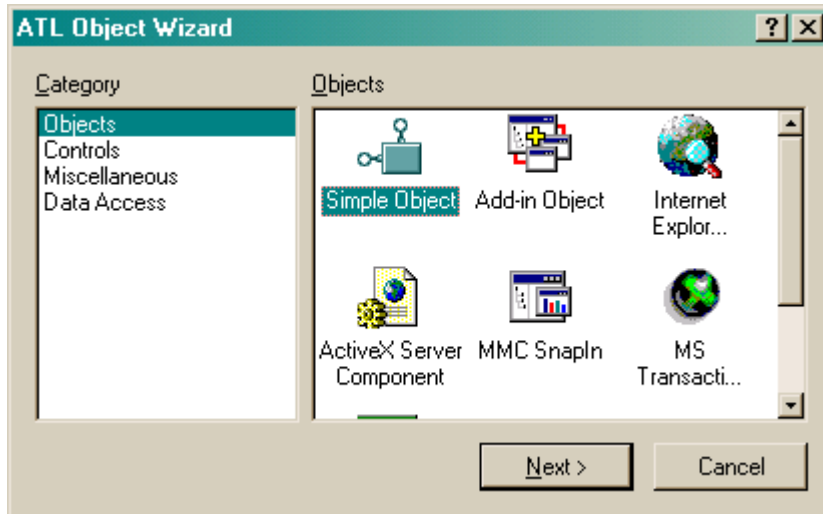 ATL Object Wizard
Category
Objects
Objects
Controls
Miscellaneous
Data Access
Simple Object
Add-in Object
Internet
Explor...
ActiveX Server
Component
MMC SnapIn
MS
Transacti...
Next >
Cancel